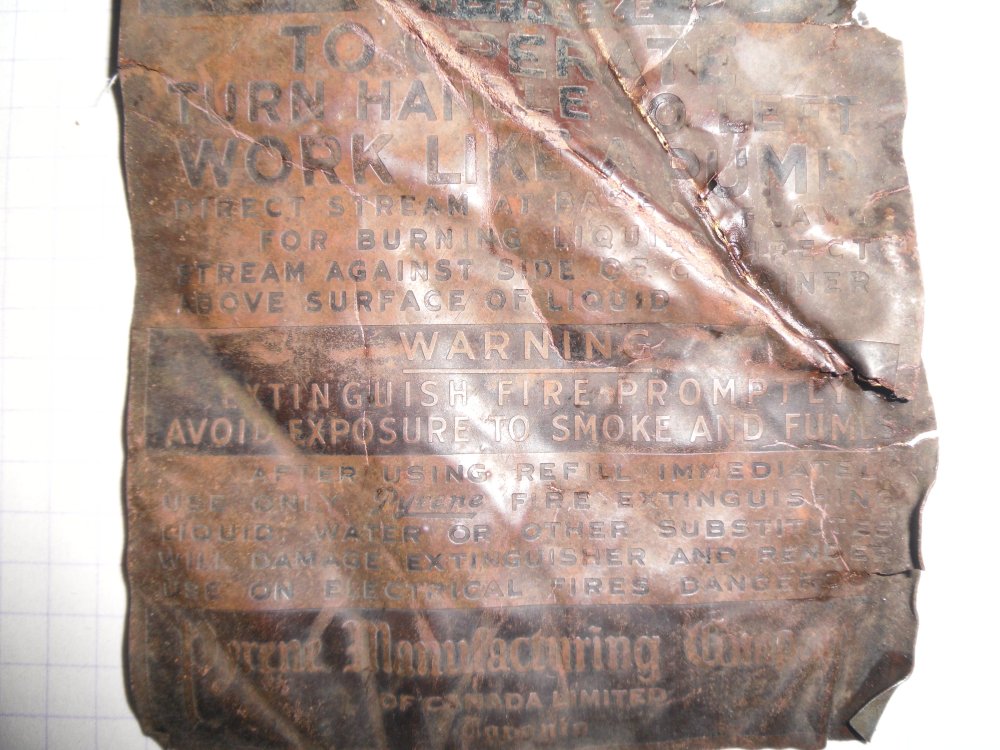 TO OPERATE
TURN HANDLE TO LEFT
WORK LIKE A PUMP
DIRECT STREAM AT BASE OF FLAME
FOR BURNING LIQUIDS DIRECT
STREAM AGAINST SIDE OF CONTAINER
ABOVE SURFACE OF LIQUID
WARNING
EXTINGUISH FIRE PROMPTLY
AVOID EXPOSURE TO SMOKE AND FUMES
AFTER USING REFILL IMMEDIATELY
USE ONLY Pyrene FIRE EXTINGUISHING
LIQUID. WATER OR OTHER SUBSTITUTES
WILL DAMAGE EXTINGUISHER AND RENDER
USE ON ELECTRICAL FIRES DANGEROUS
Pyrene Manufacturing Company
OF CANADA LIMITED
Toronto